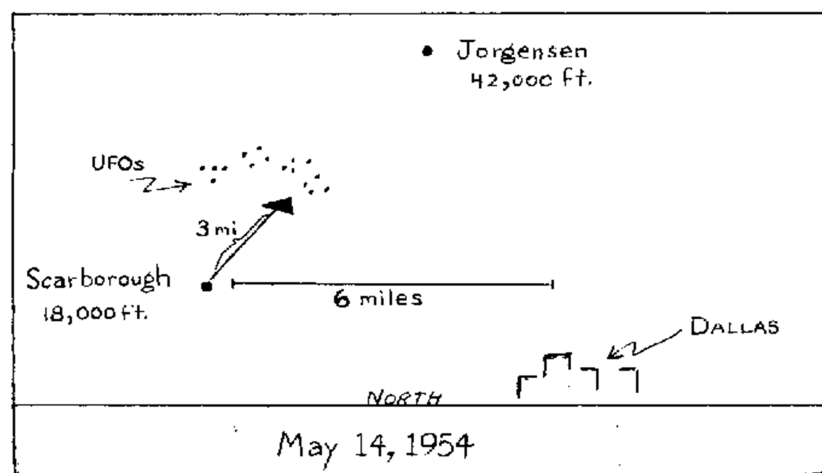 Jorgensen
42,000 ft.
UFOs
3 mi
Scarborough
18,000 ft.
6 miles
DALLAS
NORTH
May 14, 1954